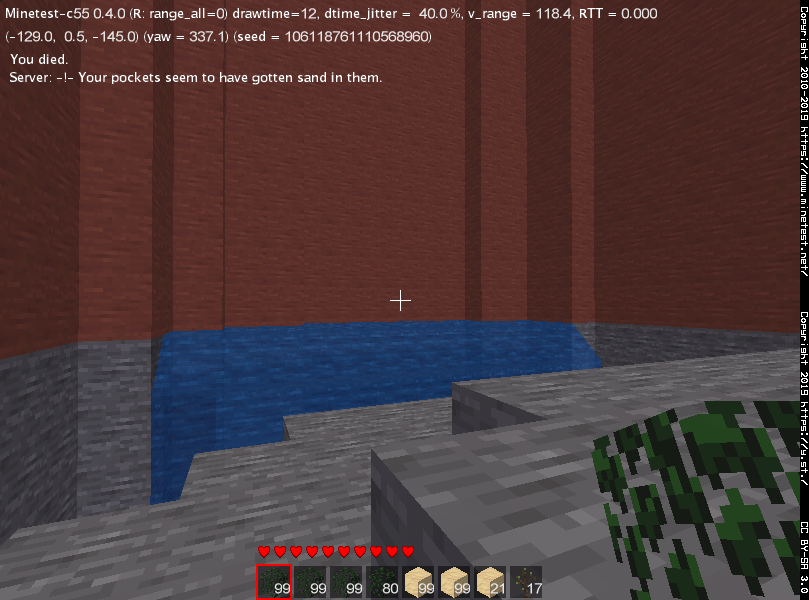 Minetest-c55 0.4.0 (R: range_all=0) drawtime=12, dtime_jitter = 40.0 %, v_range = 118.4, RTT = 0.000
(-129.0, 0.5, -145.0) (yaw = 337.1) (seed = 106118761110568960)
You died.
Server: -!- Your pockets seem to have gotten sand in them.
99 99 99 80 99 99 21 17
Copyright 2010-2019 https://www.minetest.net/ Copyright 2019 https://y.st./ CC BY-SA 3.0